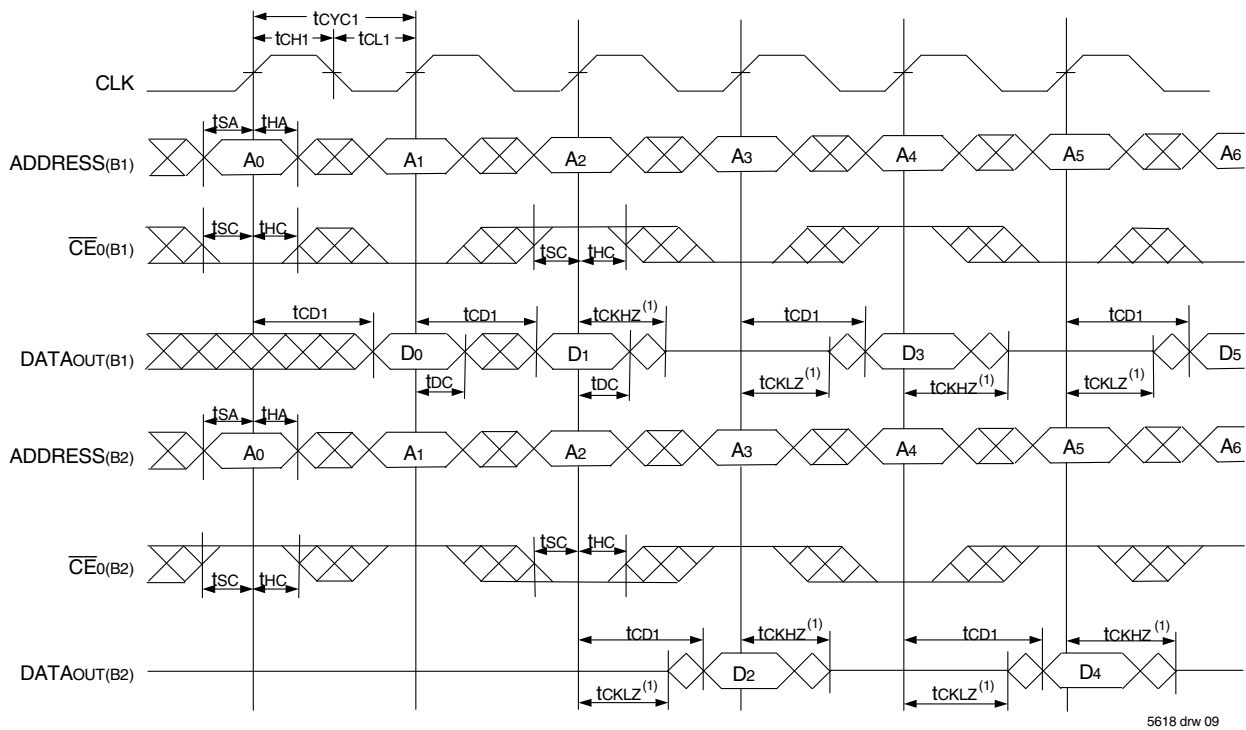 tCYC1
tCH1 tCL1
CLK
tSA tHA
ADDRESS(B1) A0 A1 A2 A3 A4 A5 A6
tSC tHC
CE0(B1)
tSC tHC
tCD1 tCD1 tCKHZ(1) tCD1 tCD1
DATAOUT(B1) D0 D1 D3 D5
tDC tDC tCKLZ(1) tCKHZ(1) tCKLZ(1)
tSA tHA
ADDRESS(B2) A0 A1 A2 A3 A4 A5 A6
tSC tHC
CE0(B2)
tSC tHC
tCD1 tCKHZ(1) tCD1 tCKHZ(1)
DATAOUT(B2) D2 D4
tCKLZ(1) tCKLZ(1)
5618 drw 09